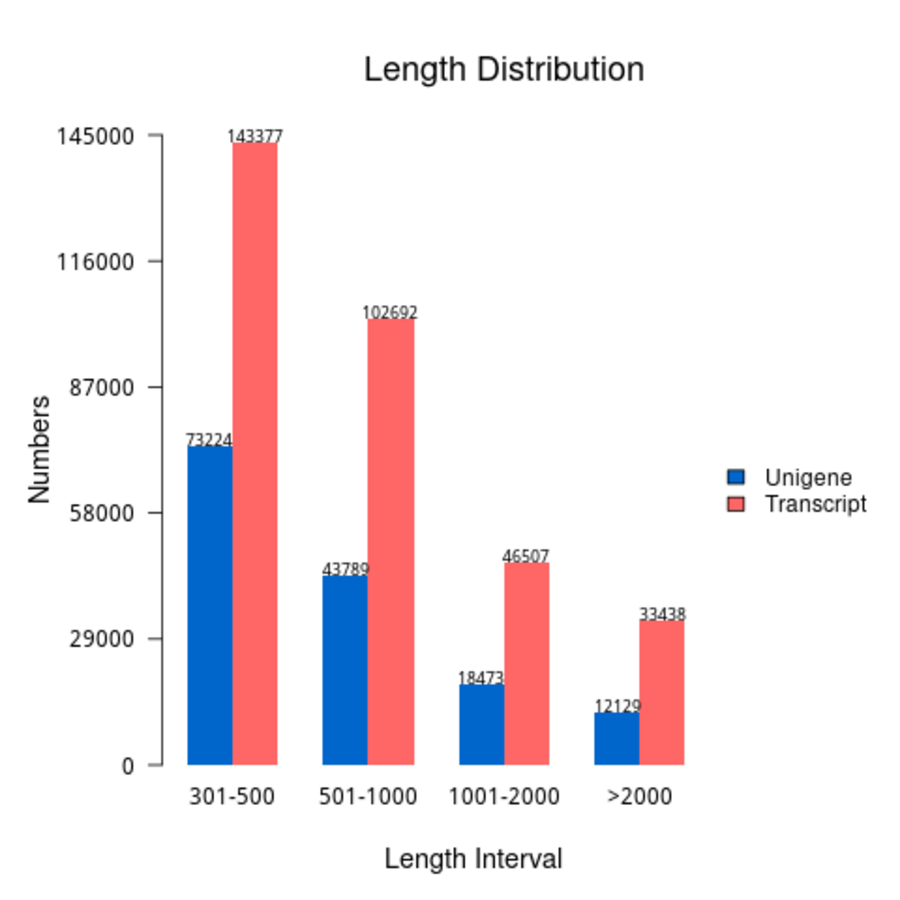 Length Distribution
145000
116000
87000
58000
29000
0
Numbers
143377
102692
73224
43789
46507
33438
18473
12129
Unigene
Transcript
301-500 501-1000 1001-2000 >2000
Length Interval